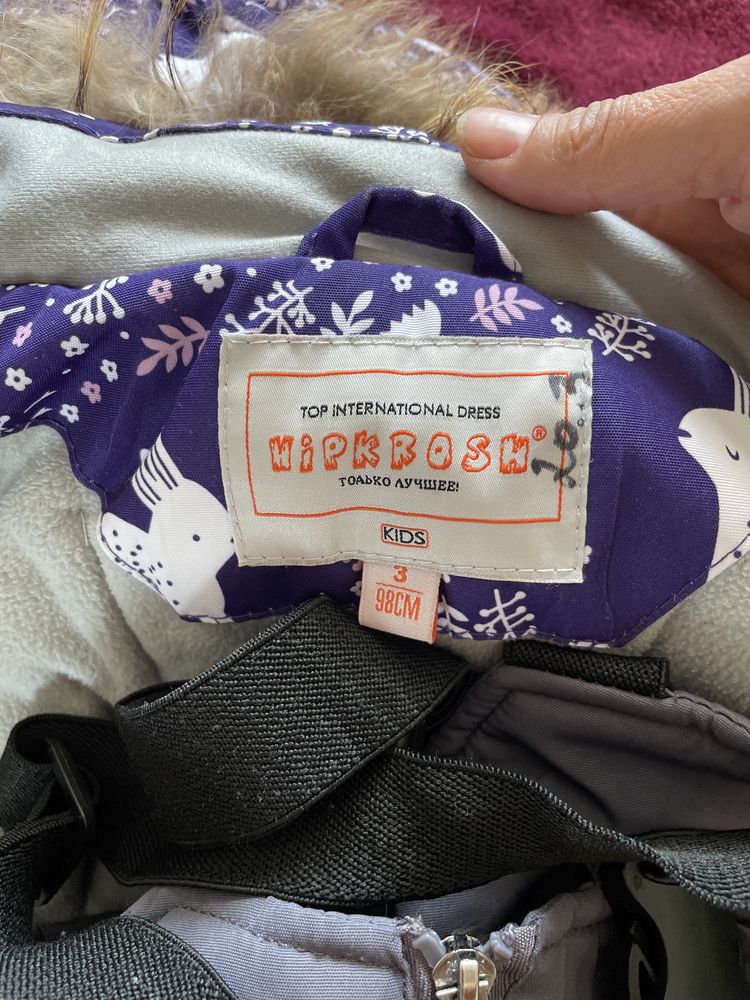 TOP INTERNATIONAL DRESS
HiPKROSH®
ТОЛЬКО ЛУЧШЕЕ!
KIDS
3
98CM